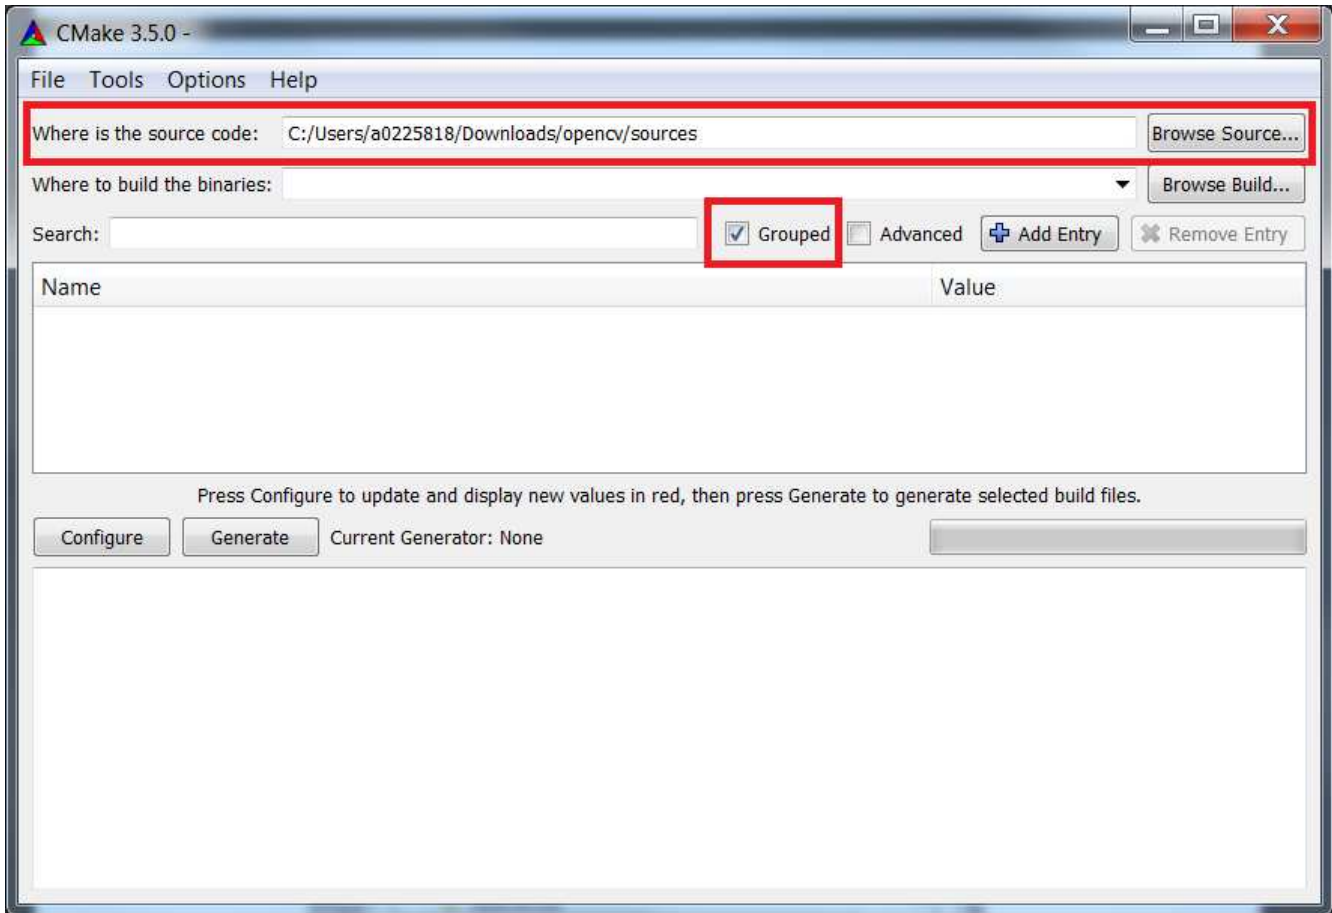 CMake 3.5.0 -
File Tools Options Help
Where is the source code: C:/Users/a0225818/Downloads/opencv/sources Browse Source...
Where to build the binaries: Browse Build...
Search: Grouped Advanced Add Entry Remove Entry
Name Value
Press Configure to update and display new values in red, then press Generate to generate selected build files.
Configure Generate Current Generator: None